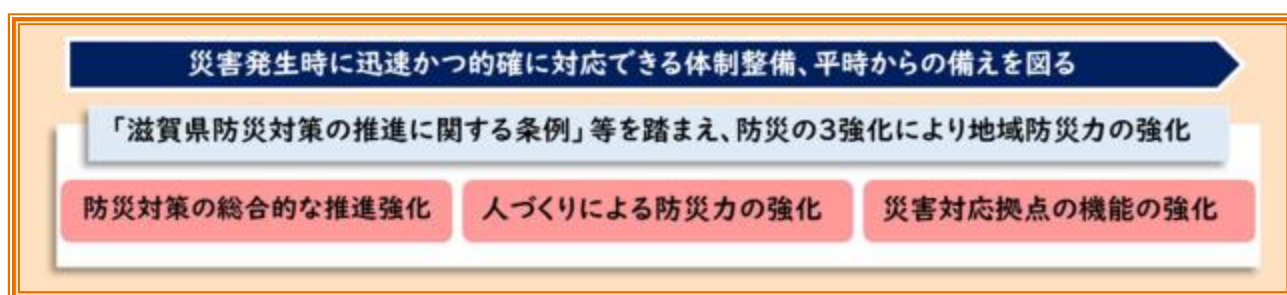 災害発生時に迅速かつ的確に対応できる体制整備、平時からの備えを図る
「滋賀県防災対策の推進に関する条例」等を踏まえ、防災の3強化により地域防災力の強化
防災対策の総合的な推進強化
人づくりによる防災力の強化
災害対応拠点の機能の強化